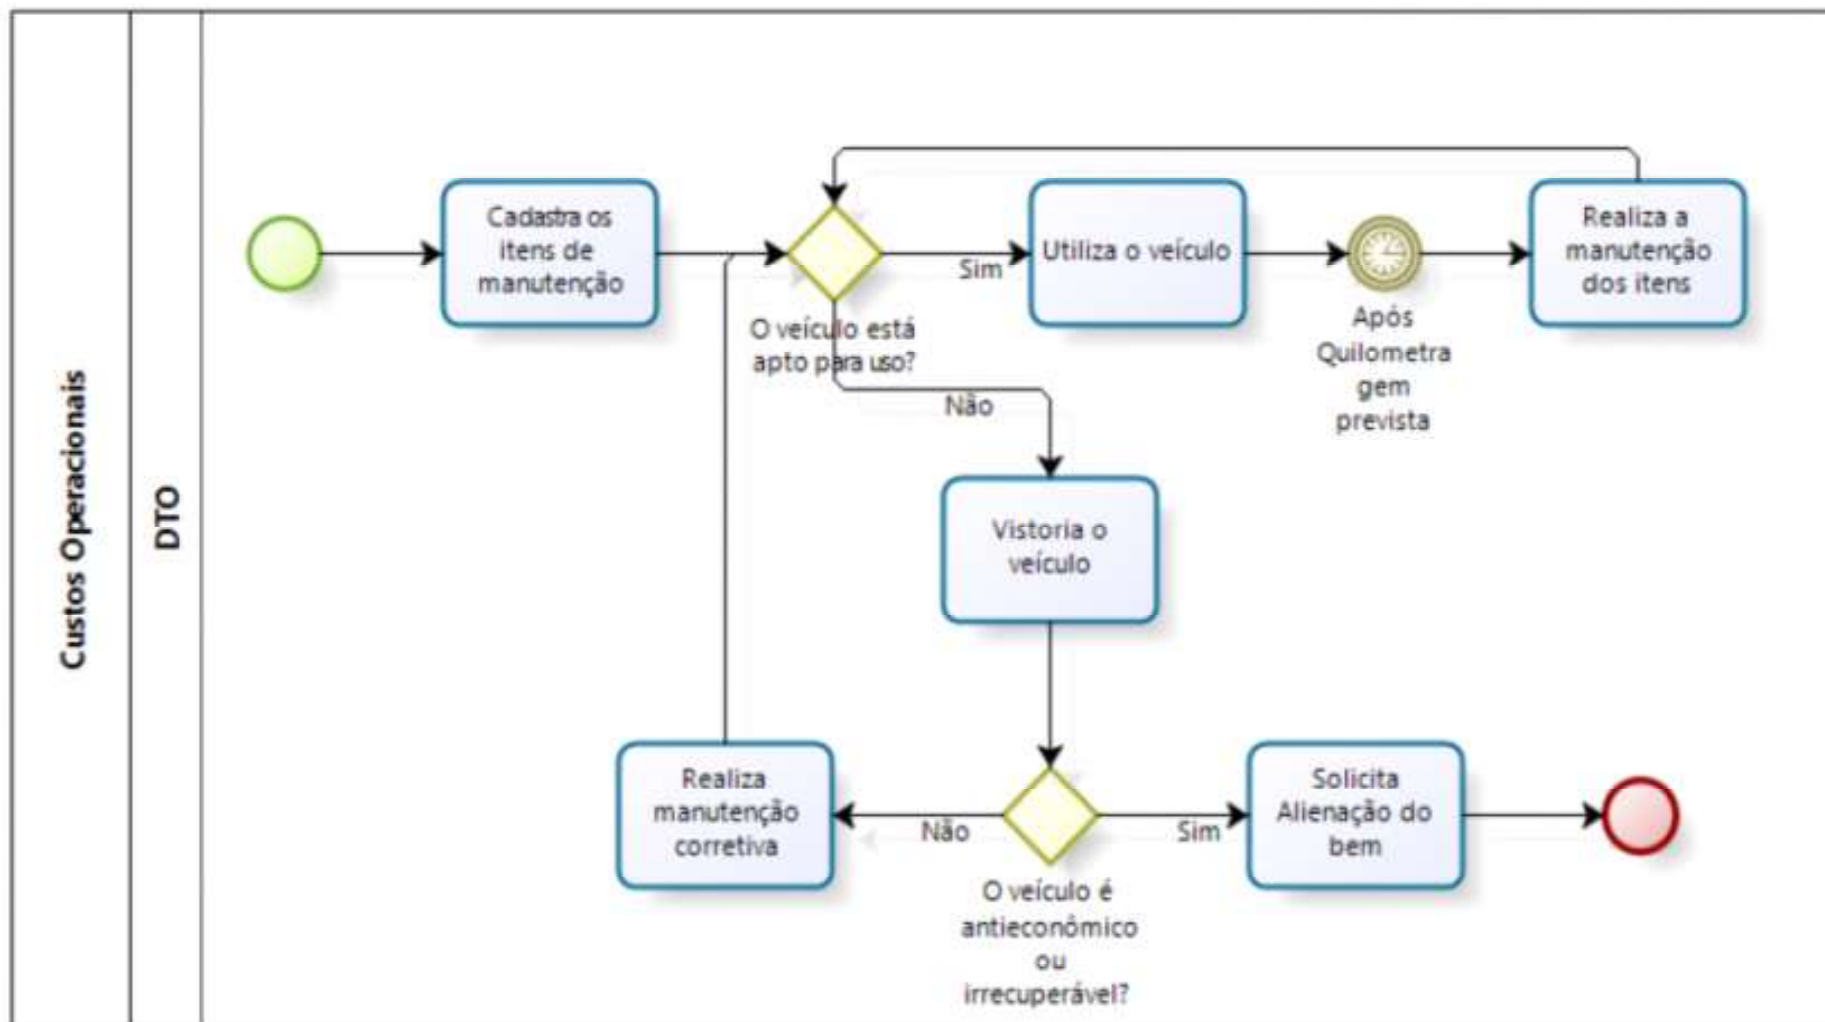 Custos Operacionais
DTO
Cadastra os
itens de
manutenção
O veículo está
apto para uso?
Sim
Não
Utiliza o veículo
Após
Quilometra
gem
prevista
Realiza a
manutenção
dos itens
Vistoria o
veículo
O veículo é
antieconômico
ou
irrecuperável?
Não
Sim
Realiza
manutenção
corretiva
Solicita
Alienação do
bem